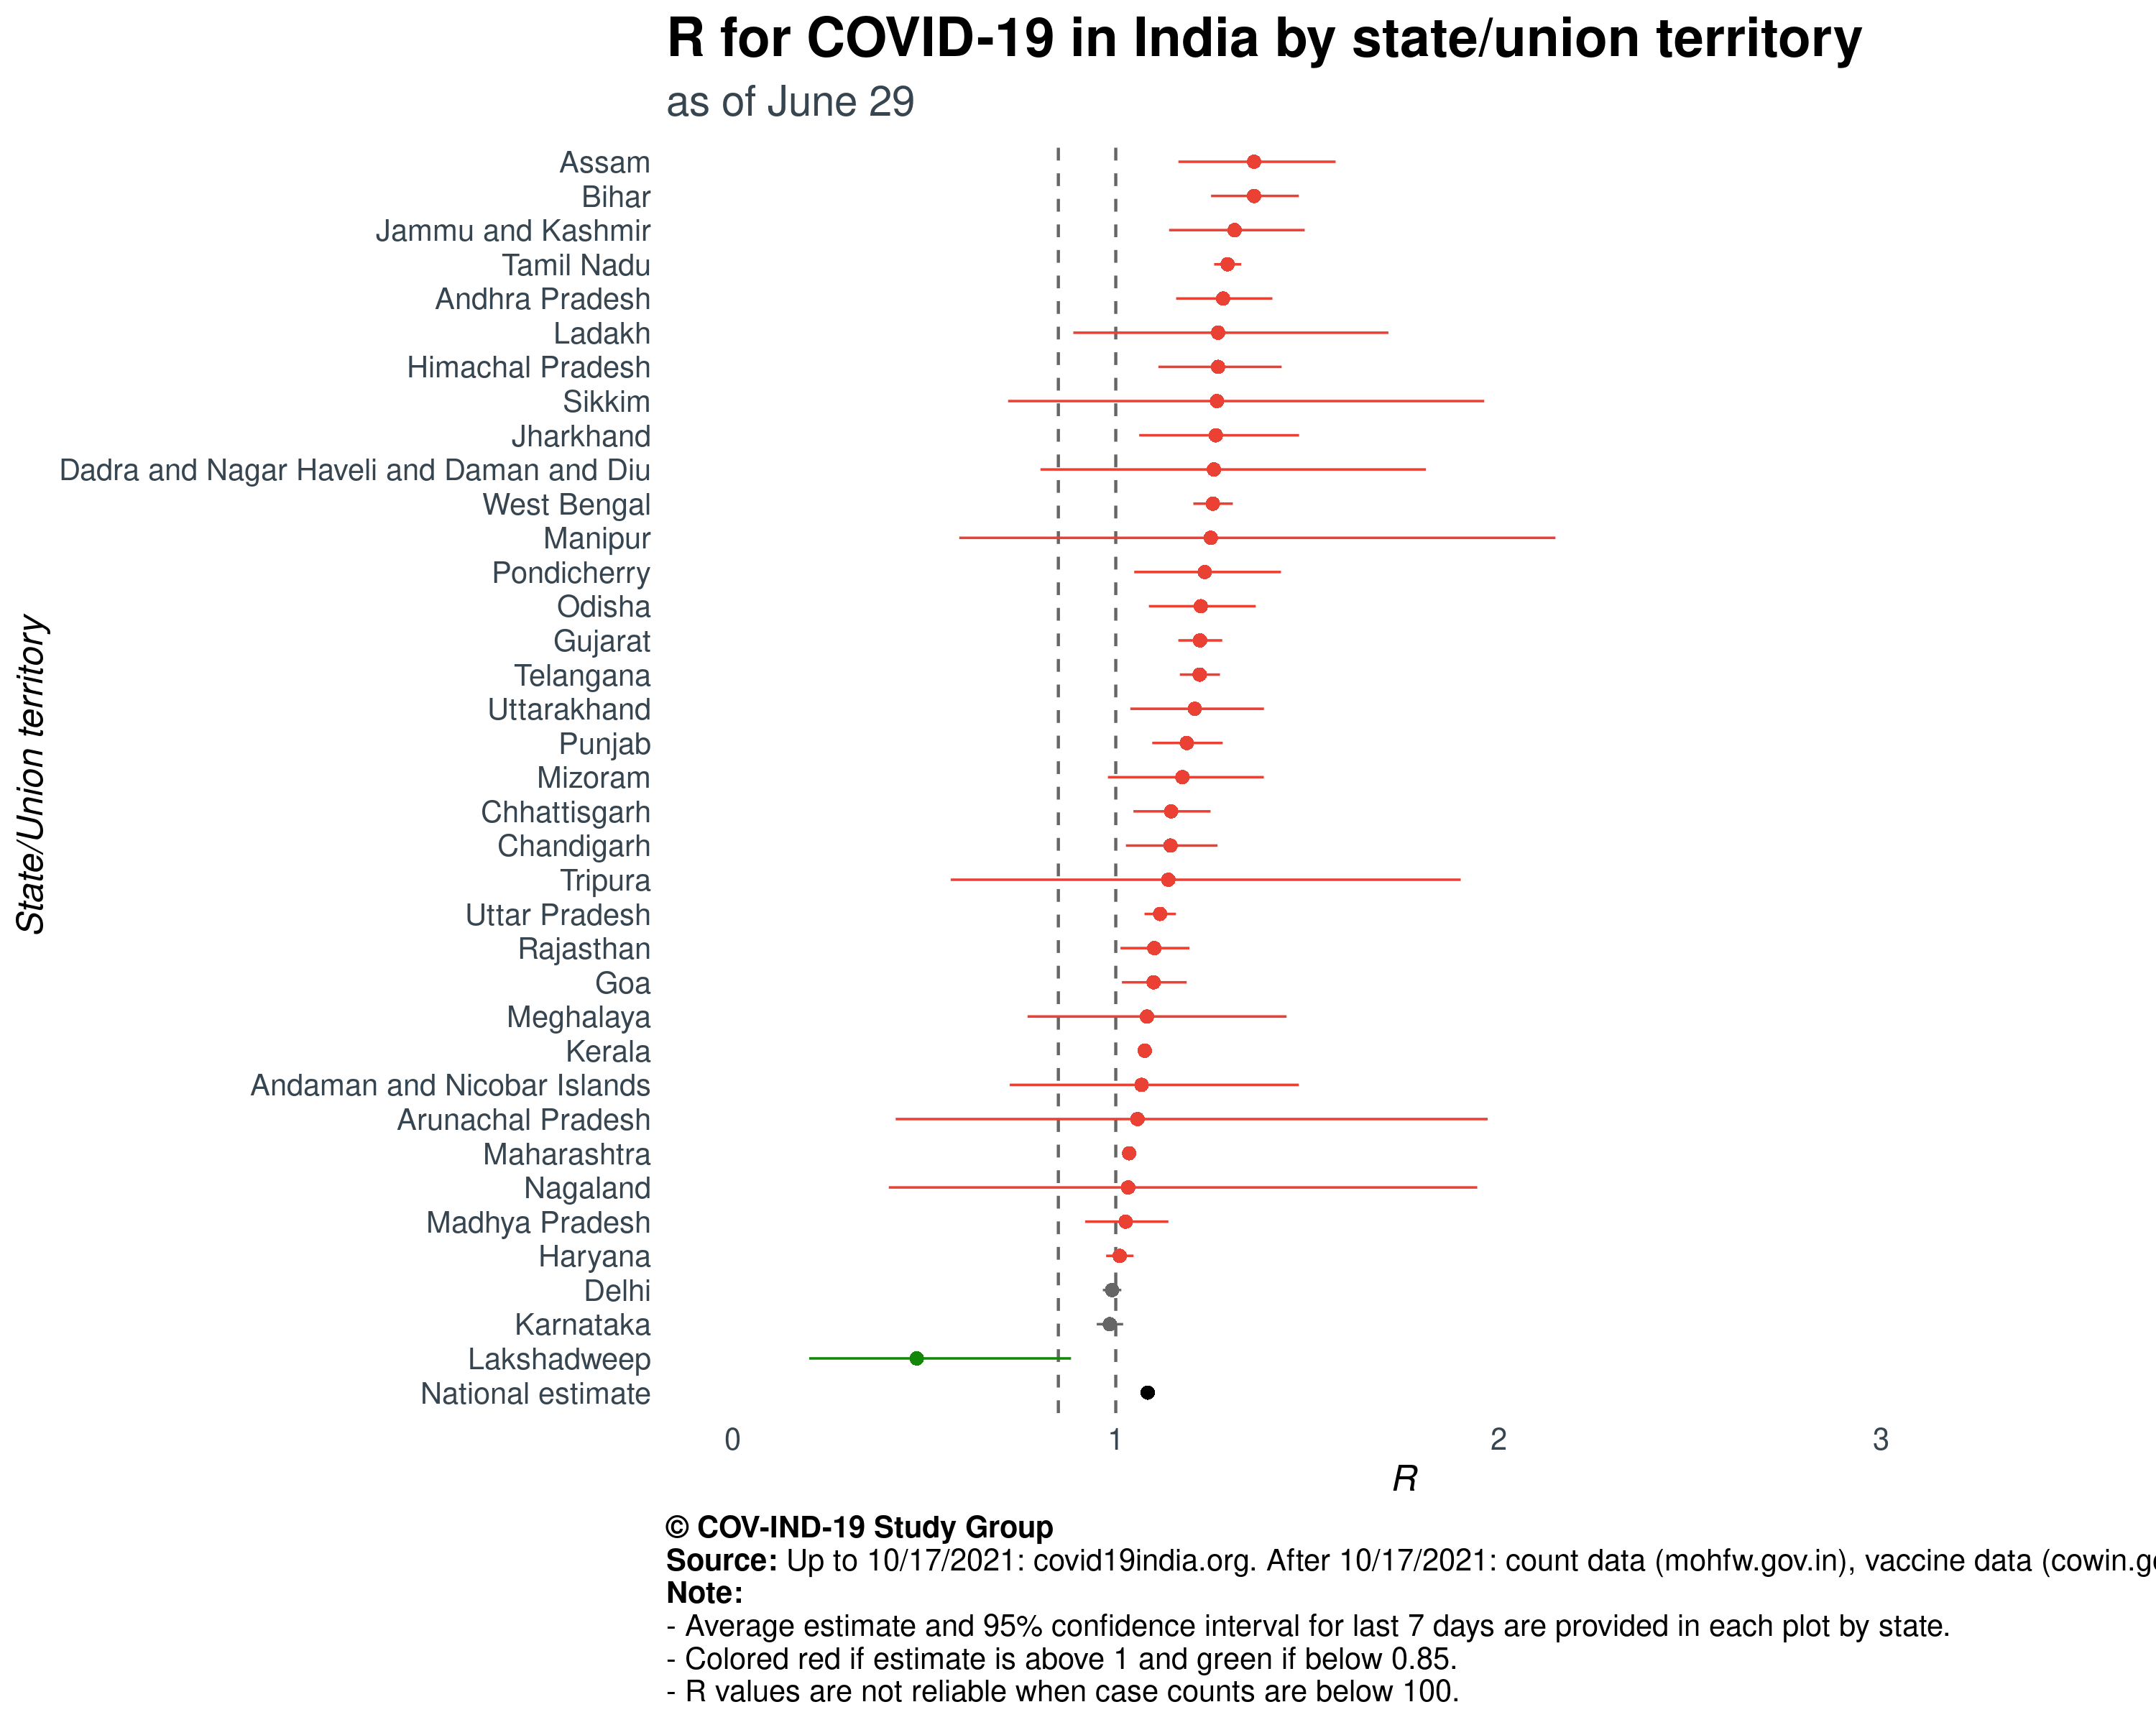 R for COVID-19 in India by state/union territory
as of June 29
State/Union territory
Assam
Bihar
Jammu and Kashmir
Tamil Nadu
Andhra Pradesh
Ladakh
Himachal Pradesh
Sikkim
Jharkhand
Dadra and Nagar Haveli and Daman and Diu
West Bengal
Manipur
Pondicherry
Odisha
Gujarat
Telangana
Uttarakhand
Punjab
Mizoram
Chhattisgarh
Chandigarh
Tripura
Uttar Pradesh
Rajasthan
Goa
Meghalaya
Kerala
Andaman and Nicobar Islands
Arunachal Pradesh
Maharashtra
Nagaland
Madhya Pradesh
Haryana
Delhi
Karnataka
Lakshadweep
National estimate
0 1 2 3
R
© COV-IND-19 Study Group
Source: Up to 10/17/2021: covid19india.org. After 10/17/2021: count data (mohfw.gov.in), vaccine data
Note:
- Average estimate and 95% confidence interval for last 7 days are provided in each plot by state.
- Colored red if estimate is above 1 and green if below 0.85.
- R values are not reliable when case counts are below 100.